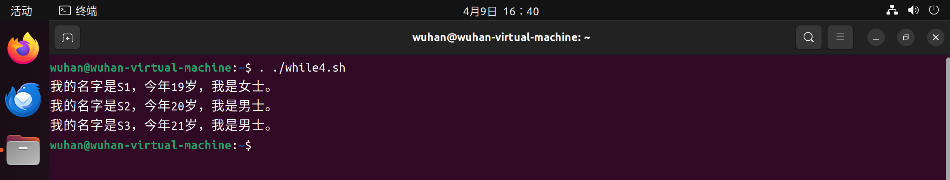 活动 终端 4月9日 16：40
wuhan@wuhan-virtual-machine: ~
wuhan@wuhan-virtual-machine:~$ . ./while4.sh
我的名字是S1，今年19岁，我是女士。
我的名字是S2，今年20岁，我是男士。
我的名字是S3，今年21岁，我是男士。
wuhan@wuhan-virtual-machine:~$